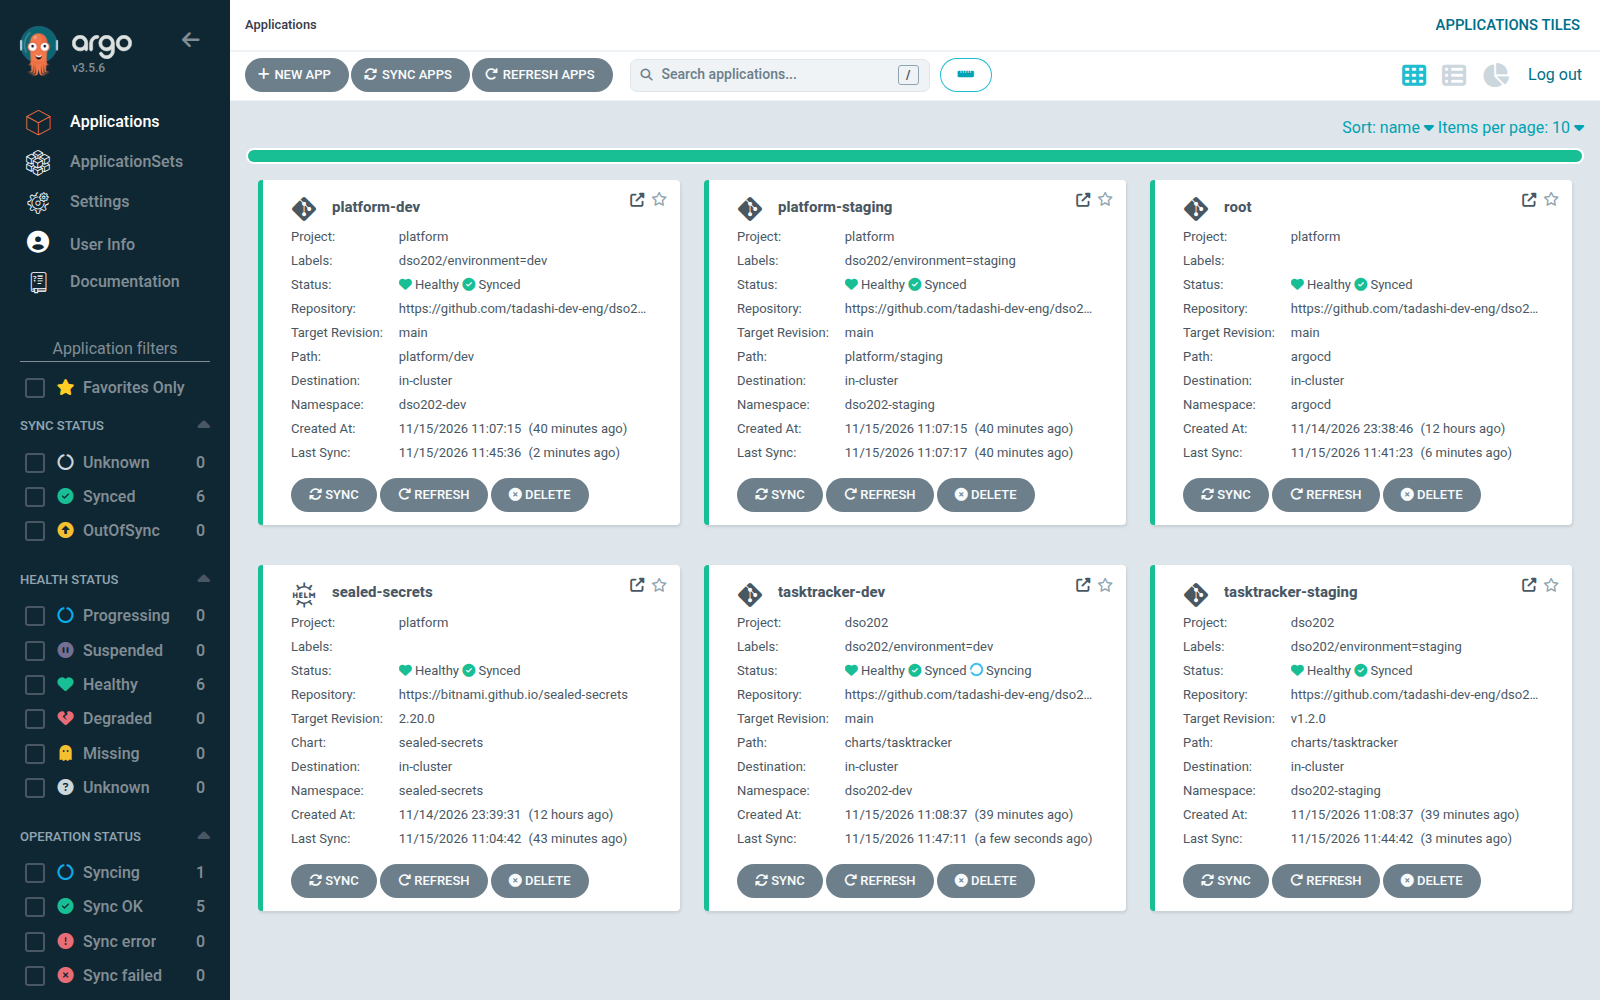 argo
v3.5.6
Applications
ApplicationSets
Settings
User Info
Documentation
Application filters
Favorites Only
SYNC STATUS
Unknown 0
Synced 6
OutOfSync 0
HEALTH STATUS
Progressing 0
Suspended 0
Healthy 6
Degraded 0
Missing 0
Unknown 0
OPERATION STATUS
Syncing 1
Sync OK 5
Sync error 0
Sync failed 0
Applications
APPLICATIONS TILES
NEW APP SYNC APPS REFRESH APPS Search applications... / Log out
Sort: name Items per page: 10
platform-dev
Project: platform
Labels: dso202/environment=dev
Status: Healthy Synced
Repository: https://github.com/tadashi-dev-eng/dso2...
Target Revision: main
Path: platform/dev
Destination: in-cluster
Namespace: dso202-dev
Created At: 11/15/2026 11:07:15 (40 minutes ago)
Last Sync: 11/15/2026 11:45:36 (2 minutes ago)
SYNC REFRESH DELETE
platform-staging
Project: platform
Labels: dso202/environment=staging
Status: Healthy Synced
Repository: https://github.com/tadashi-dev-eng/dso2...
Target Revision: main
Path: platform/staging
Destination: in-cluster
Namespace: dso202-staging
Created At: 11/15/2026 11:07:15 (40 minutes ago)
Last Sync: 11/15/2026 11:07:17 (40 minutes ago)
SYNC REFRESH DELETE
root
Project: platform
Labels:
Status: Healthy Synced
Repository: https://github.com/tadashi-dev-eng/dso2...
Target Revision: main
Path: argocd
Destination: in-cluster
Namespace: argocd
Created At: 11/14/2026 23:38:46 (12 hours ago)
Last Sync: 11/15/2026 11:41:23 (6 minutes ago)
SYNC REFRESH DELETE
HELM
sealed-secrets
Project: platform
Labels:
Status: Healthy Synced
Repository: https://bitnami.github.io/sealed-secrets
Target Revision: 2.20.0
Chart: sealed-secrets
Destination: in-cluster
Namespace: sealed-secrets
Created At: 11/14/2026 23:39:31 (12 hours ago)
Last Sync: 11/15/2026 11:04:42 (43 minutes ago)
SYNC REFRESH DELETE
tasktracker-dev
Project: dso202
Labels: dso202/environment=dev
Status: Healthy Synced Syncing
Repository: https://github.com/tadashi-dev-eng/dso2...
Target Revision: main
Path: charts/tasktracker
Destination: in-cluster
Namespace: dso202-dev
Created At: 11/15/2026 11:08:37 (39 minutes ago)
Last Sync: 11/15/2026 11:47:11 (a few seconds ago)
SYNC REFRESH DELETE
tasktracker-staging
Project: dso202
Labels: dso202/environment=staging
Status: Healthy Synced
Repository: https://github.com/tadashi-dev-eng/dso2...
Target Revision: v1.2.0
Path: charts/tasktracker
Destination: in-cluster
Namespace: dso202-staging
Created At: 11/15/2026 11:08:37 (39 minutes ago)
Last Sync: 11/15/2026 11:44:42 (3 minutes ago)
SYNC REFRESH DELETE